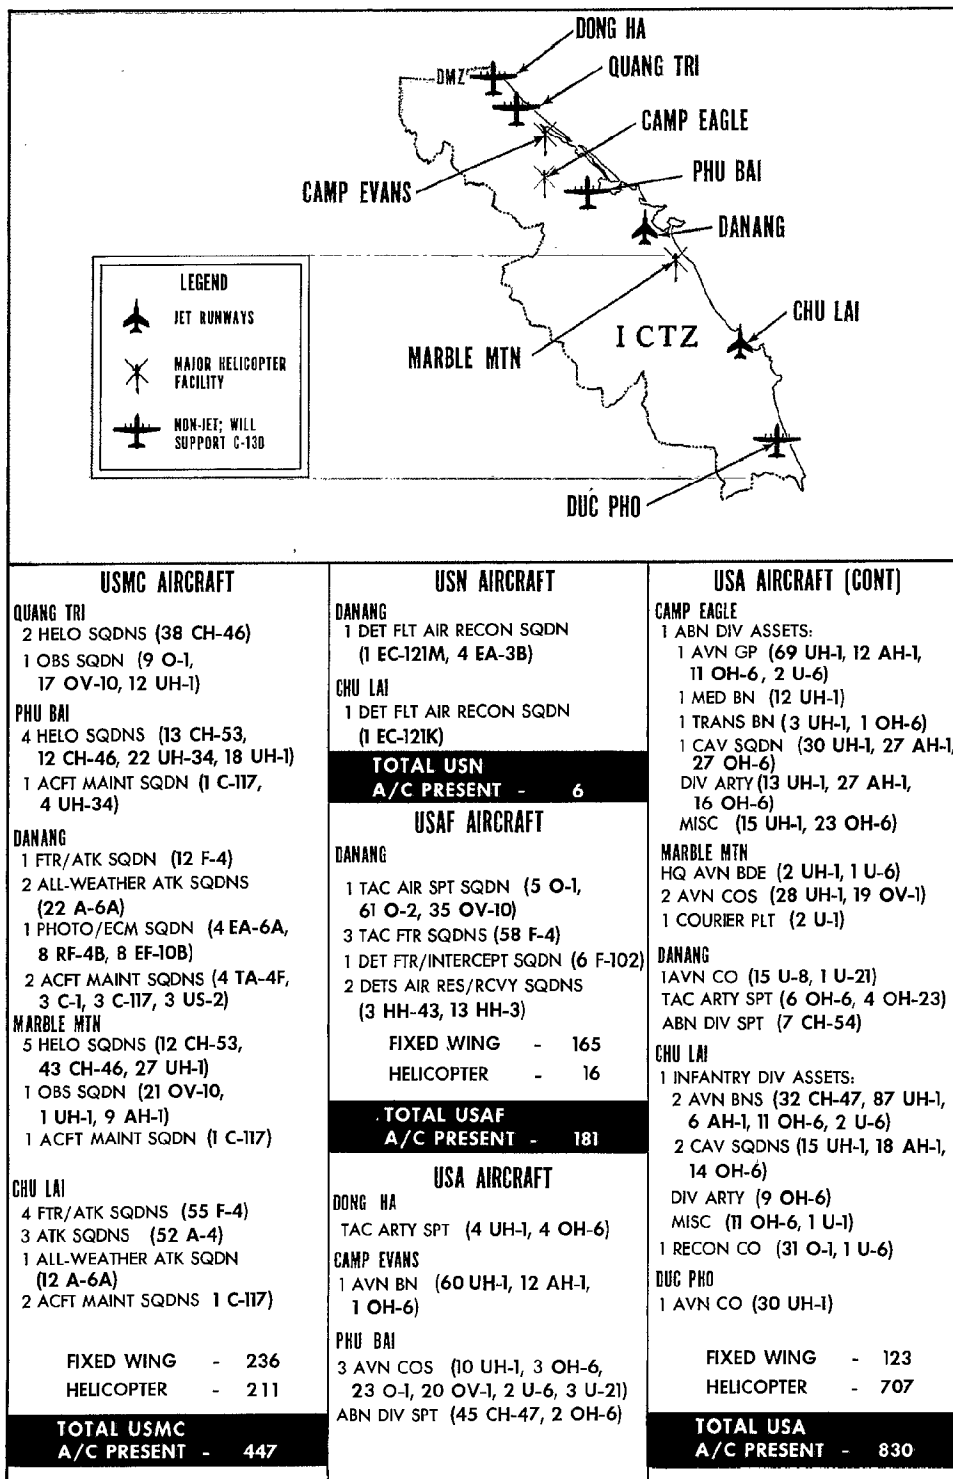 DONG HA
DMZ
QUANG TRI
CAMP EAGLE
CAMP EVANS
PHU BAI
DANANG
CHU LAI
I CTZ
MARBLE MTN
DUC PHO
LEGEND
JET RUNWAYS
MAJOR HELICOPTER
FACILITY
NON-JET; WILL
SUPPORT C-130
USMC AIRCRAFT
QUANG TRI
2 HELO SQDNS (38 CH-46)
1 OBS SQDN (9 O-1,
17 OV-10, 12 UH-1)
PHU BAI
4 HELO SQDNS (13 CH-53,
12 CH-46, 22 UH-34, 18 UH-1)
1 ACFT MAINT SQDN (1 C-117,
4 UH-34)
DANANG
1 FTR/ATK SQDN (12 F-4)
2 ALL-WEATHER ATK SQDNS
(22 A-6A)
1 PHOTO/ECM SQDN (4 EA-6A,
8 RF-4B, 8 EF-10B)
2 ACFT MAINT SQDNS (4 TA-4F,
3 C-1, 3 C-117, 3 US-2)
MARBLE MTN
5 HELO SQDNS (12 CH-53,
43 CH-46, 27 UH-1)
1 OBS SQDN (21 OV-10,
1 UH-1, 9 AH-1)
1 ACFT MAINT SQDN (1 C-117)
CHU LAI
4 FTR/ATK SQDNS (55 F-4)
3 ATK SQDNS (52 A-4)
1 ALL-WEATHER ATK SQDN
(12 A-6A)
2 ACFT MAINT SQDNS 1 C-117)
FIXED WING - 236
HELICOPTER - 211
TOTAL USMC
A/C PRESENT - 447
USN AIRCRAFT
DANANG
1 DET FLT AIR RECON SQDN
(1 EC-121M, 4 EA-3B)
CHU LAI
1 DET FLT AIR RECON SQDN
(1 EC-121K)
TOTAL USN
A/C PRESENT - 6
USAF AIRCRAFT
DANANG
1 TAC AIR SPT SQDN (5 O-1,
61 O-2, 35 OV-10)
3 TAC FTR SQDNS (58 F-4)
1 DET FTR/INTERCEPT SQDN (6 F-102)
2 DETS AIR RES/RCVY SQDNS
(3 HH-43, 13 HH-3)
FIXED WING - 165
HELICOPTER - 16
TOTAL USAF
A/C PRESENT - 181
USA AIRCRAFT
DONG HA
TAC ARTY SPT (4 UH-1, 4 OH-6)
CAMP EVANS
1 AVN BN (60 UH-1, 12 AH-1,
1 OH-6)
PHU BAI
3 AVN COS (10 UH-1, 3 OH-6,
23 O-1, 20 OV-1, 2 U-6, 3 U-21)
ABN DIV SPT (45 CH-47, 2 OH-6)
USA AIRCRAFT (CONT)
CAMP EAGLE
1 ABN DIV ASSETS:
1 AVN GP (69 UH-1, 12 AH-1,
11 OH-6, 2 U-6)
1 MED BN (12 UH-1)
1 TRANS BN (3 UH-1, 1 OH-6)
1 CAV SQDN (30 UH-1, 27 AH-1,
27 OH-6)
DIV ARTY (13 UH-1, 27 AH-1,
16 OH-6)
MISC (15 UH-1, 23 OH-6)
MARBLE MTN
HQ AVN BDE (2 UH-1, 1 U-6)
2 AVN COS (28 UH-1, 19 OV-1)
1 COURIER PLT (2 U-1)
DANANG
1AVN CO (15 U-8, 1 U-21)
TAC ARTY SPT (6 OH-6, 4 OH-23)
ABN DIV SPT (7 CH-54)
CHU LAI
1 INFANTRY DIV ASSETS:
2 AVN BNS (32 CH-47, 87 UH-1,
6 AH-1, 11 OH-6, 2 U-6)
2 CAV SQDNS (15 UH-1, 18 AH-1,
14 OH-6)
DIV ARTY (9 OH-6)
MISC (11 OH-6, 1 U-1)
1 RECON CO (31 O-1, 1 U-6)
DUC PHO
1 AVN CO (30 UH-1)
FIXED WING - 123
HELICOPTER - 707
TOTAL USA
A/C PRESENT - 830